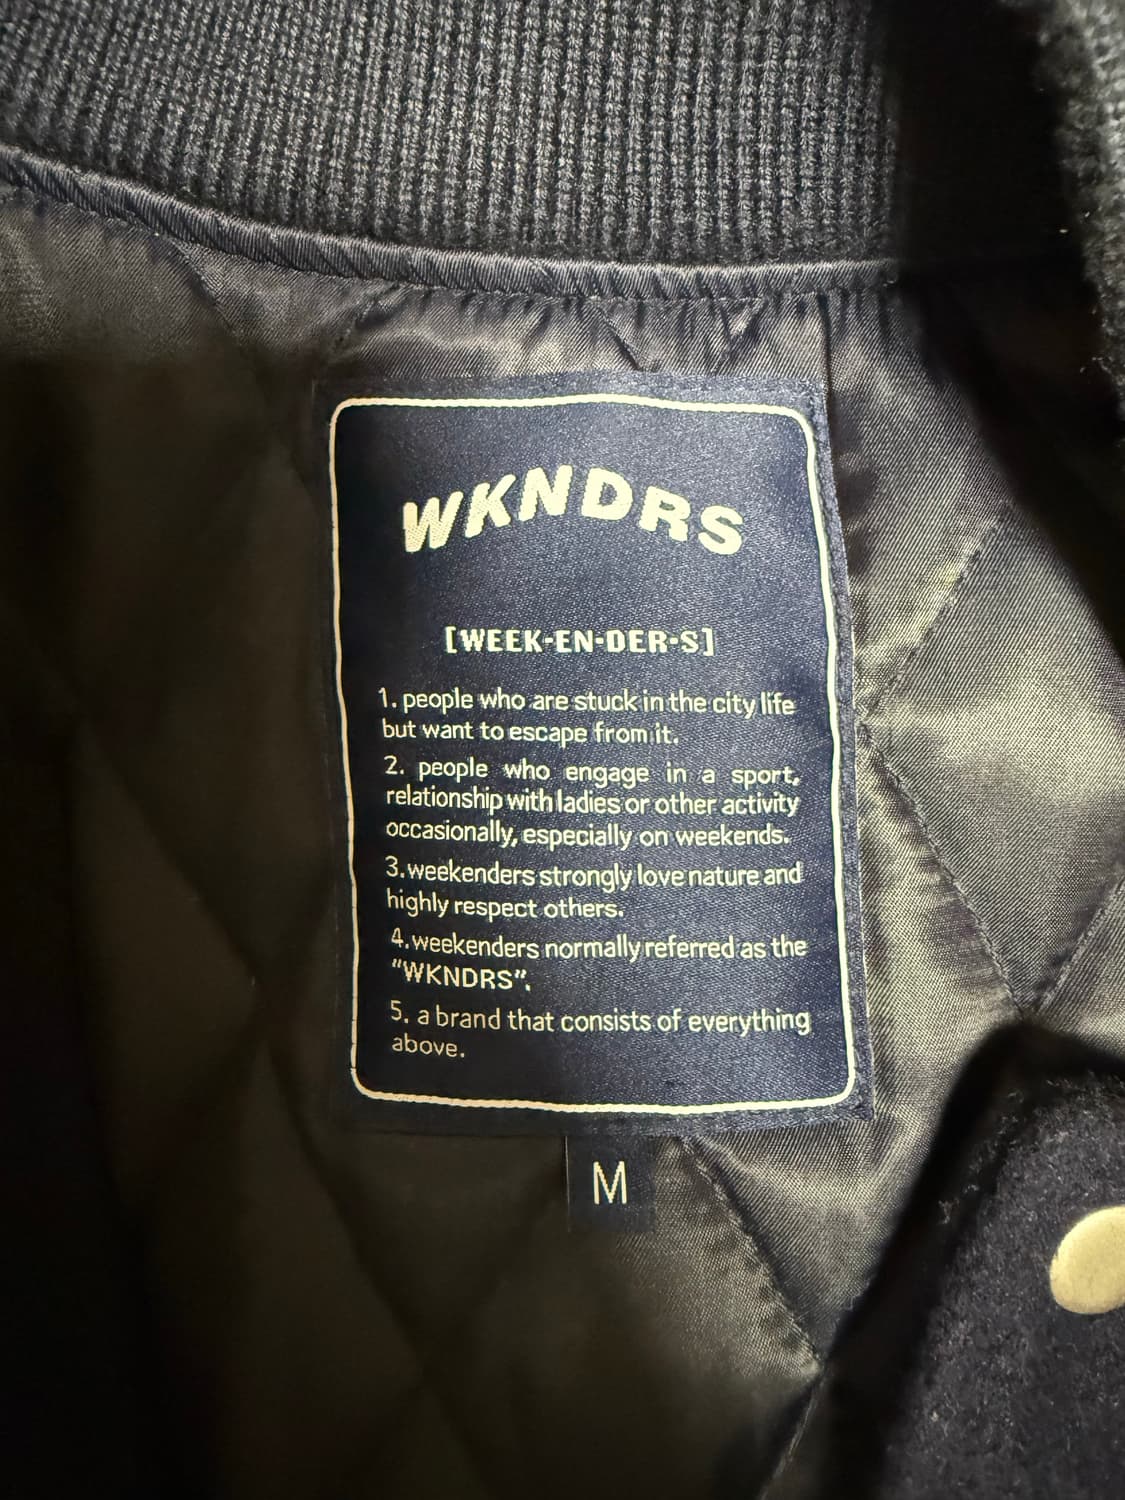 WKNDRS
[WEEK-EN-DER-S]
1. people who are stuck in the city life
but want to escape from it.
2. people who engage in a sport,
relationship with ladies or other activity
occasionally, especially on weekends.
3.weekenders strongly love nature and
highly respect others.
4.weekenders normally referred as the
“WKNDRS”.
5. a brand that consists of everything
above.
M